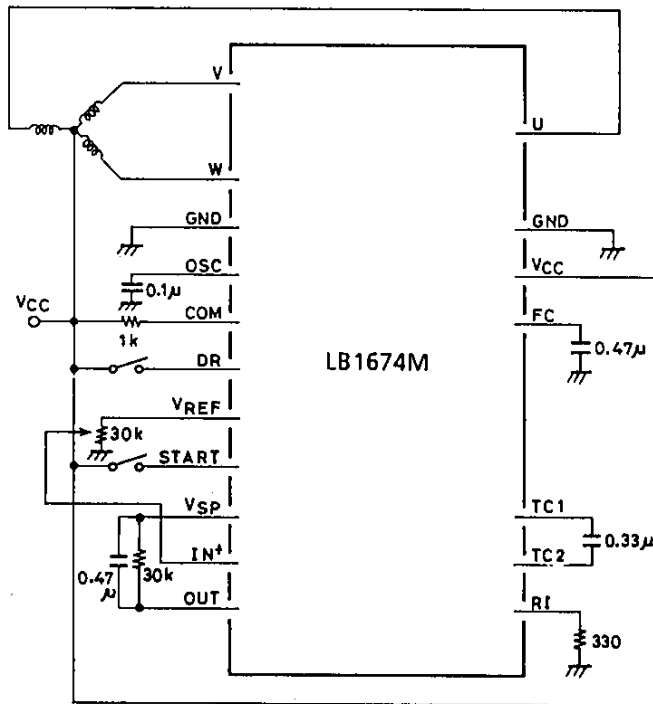 V
U
W
GND
GND
OSC
VCC
0.1μ
VCC
COM
FC
1k
0.47μ
LB1674M
DR
VREF
30k
START
VSP
TC1
0.33μ
IN+
TC2
0.47
μ
30k
OUT
RI
330